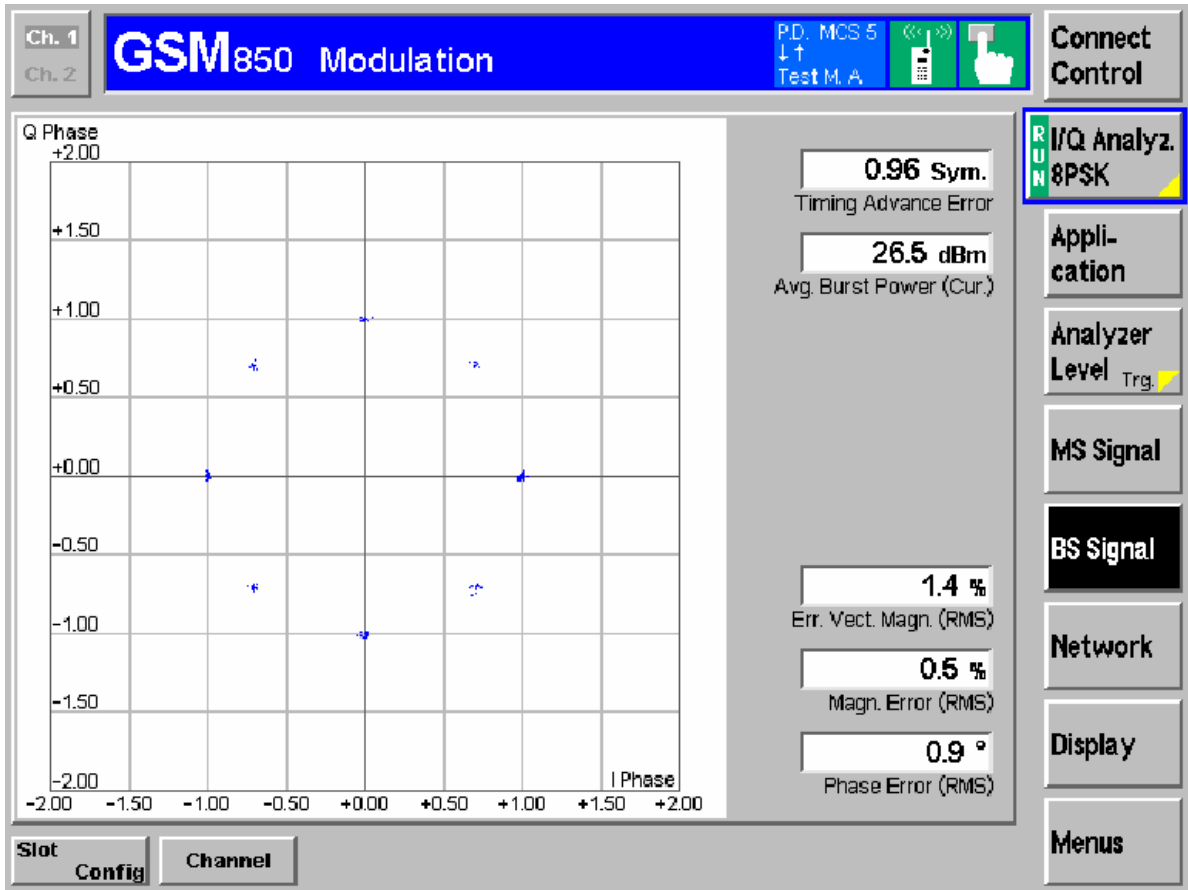 Ch. 1
Ch. 2
GSM850 Modulation
P.D. MCS 5
↓↑
Test M. A.
Connect
Control
Q Phase
+2.00
+1.50
+1.00
+0.50
+0.00
-0.50
-1.00
-1.50
-2.00
I Phase
-2.00 -1.50 -1.00 -0.50 +0.00 +0.50 +1.00 +1.50 +2.00
0.96 Sym.
Timing Advance Error
26.5 dBm
Avg. Burst Power (Cur.)
1.4 %
Err. Vect. Magn. (RMS)
0.5 %
Magn. Error (RMS)
0.9 °
Phase Error (RMS)
RUN
I/Q Analyz.
8PSK
Appli-
cation
Analyzer
Level Trg.
MS Signal
BS Signal
Network
Display
Menus
Slot
Config
Channel